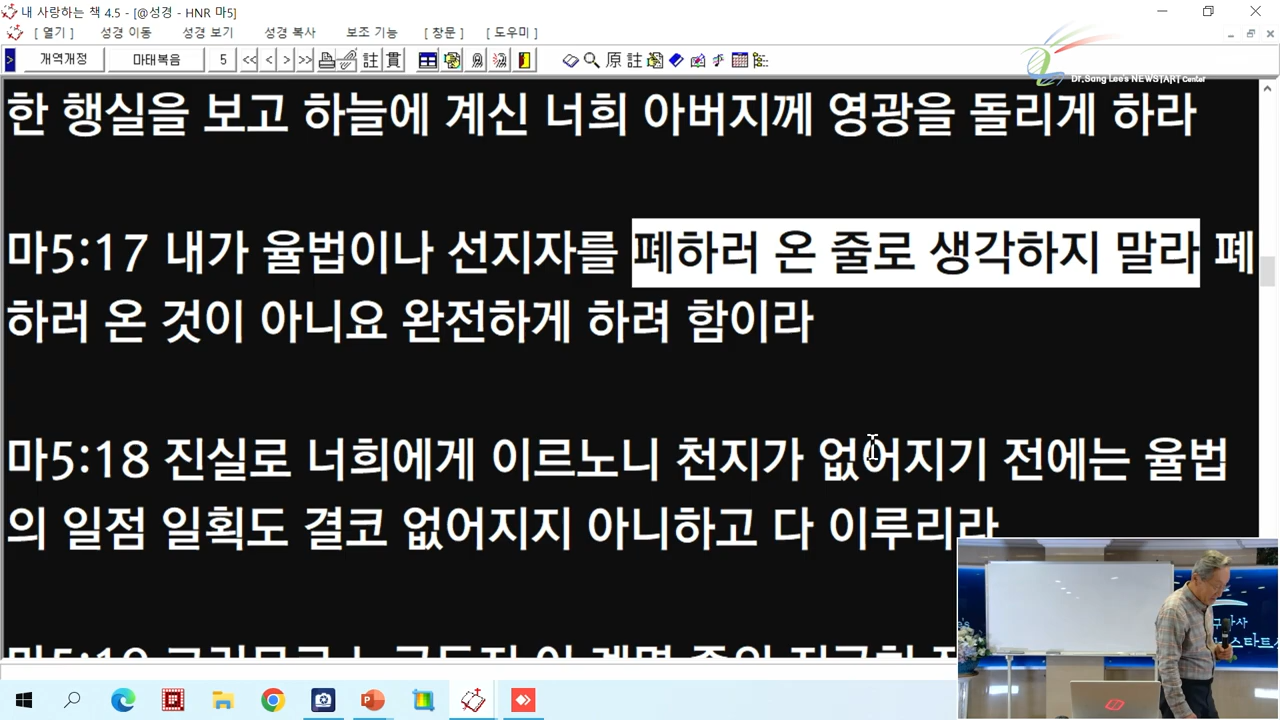 내 사랑하는 책 4.5 - [@성경 - HNR 마5]
[ 열기 ] 성경 이동 성경 보기 성경 복사 보조 기능 [ 창문 ] [ 도우미 ]
개역개정 마태복음 5 << < > >> 註 貫 原 註
Dr.Sang Lee's NEWSTART Center
한 행실을 보고 하늘에 계신 너희 아버지께 영광을 돌리게 하라
마5:17 내가 율법이나 선지자를 폐하러 온 줄로 생각하지 말라 폐
하러 온 것이 아니요 완전하게 하려 함이라
마5:18 진실로 너희에게 이르노니 천지가 없어지기 전에는 율법
의 일점 일획도 결코 없어지지 아니하고 다 이루리라